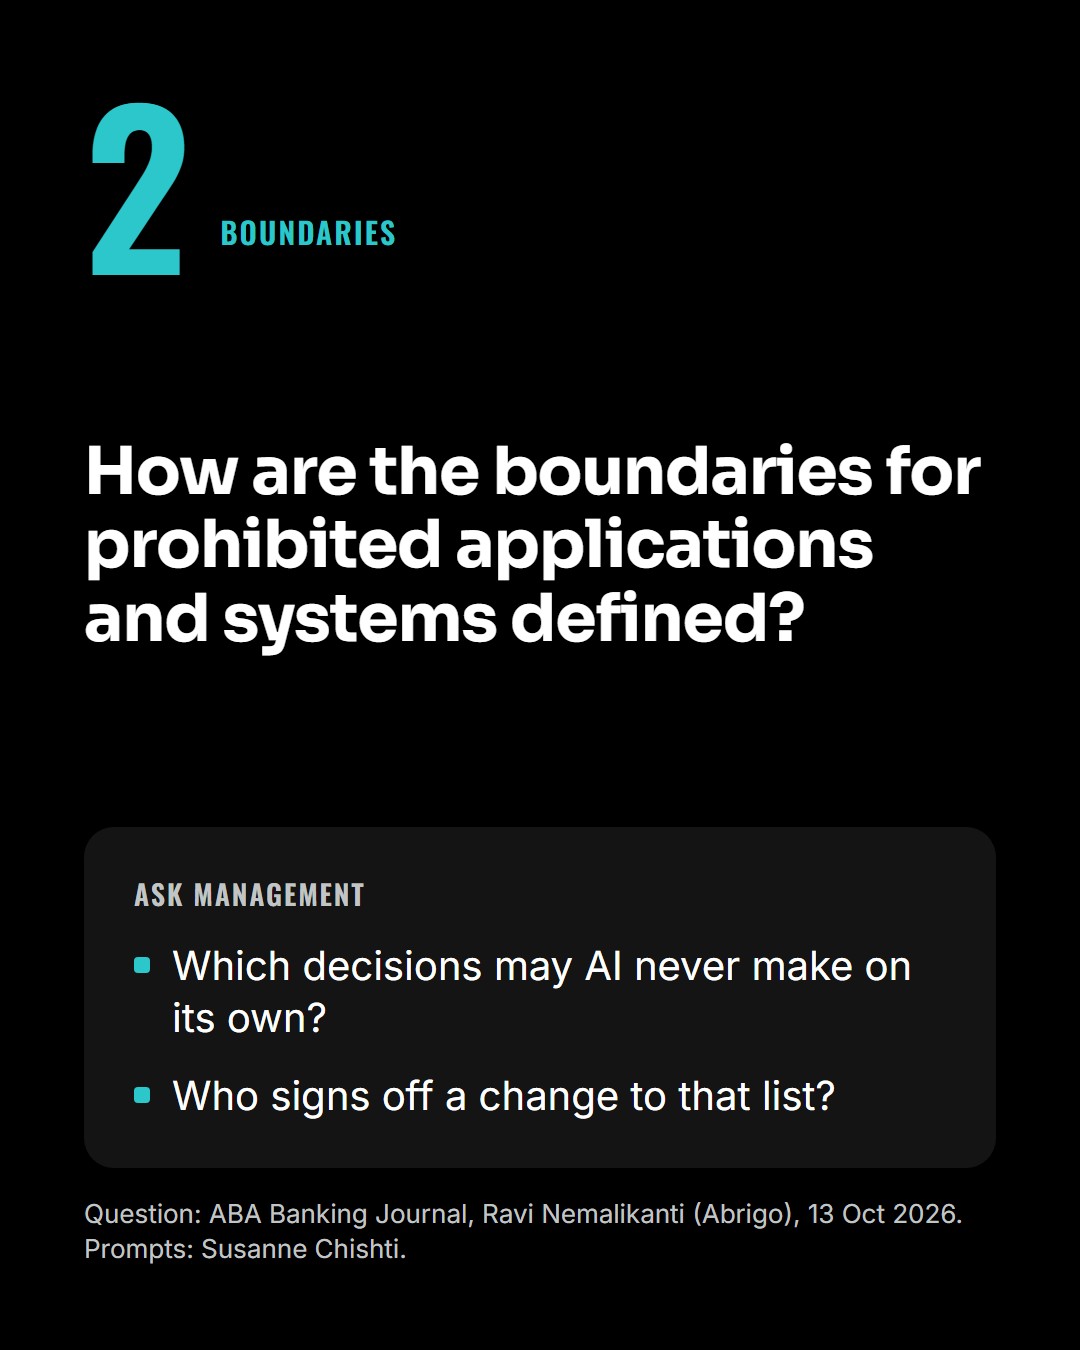 2
BOUNDARIES
How are the boundaries for
prohibited applications
and systems defined?
ASK MANAGEMENT
Which decisions may AI never make on
its own?
Who signs off a change to that list?
Question: ABA Banking Journal, Ravi Nemalikanti (Abrigo), 13 Oct 2026.
Prompts: Susanne Chishti.